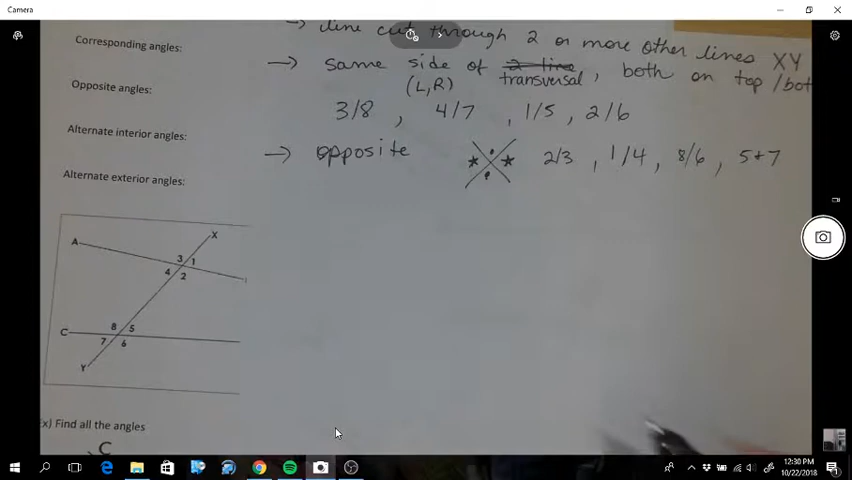 Camera
→ line cut through 2 or more other lines XY
Corresponding angles:
→ same side of 2 line transversal, both on top /bot
(L,R)
Opposite angles:
3/8 , 4/7 , 1/5 , 2/6
Alternate interior angles:
→ opposite 2/3 , 1/4 , 8/6 , 5+7
Alternate exterior angles:
X
A
3 1
4 2
8 5
C
7 6
Y
Ex) Find all the angles
C
12:30 PM
10/22/2018